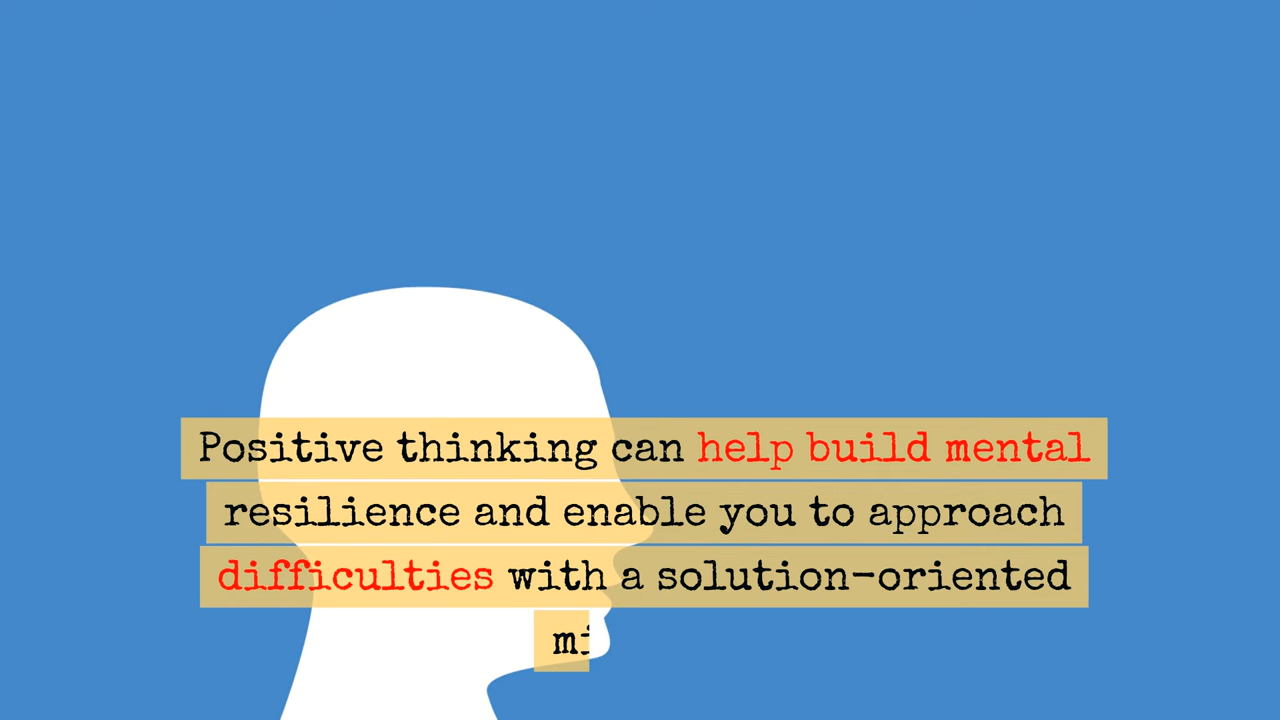 Positive thinking can help build mental
resilience and enable you to approach
difficulties with a solution-oriented